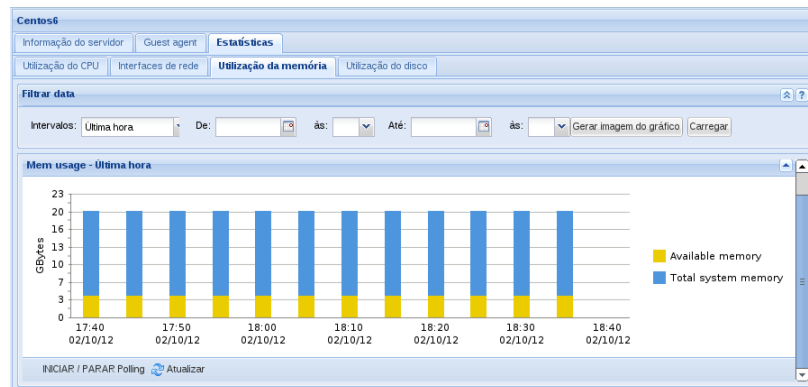 Centos6
Informação do servidor Guest agent Estatísticas
Utilização do CPU Interfaces de rede Utilização da memória Utilização do disco
Filtrar data
?
Intervalos: Última hora De: às: Até: às: Gerar imagem do gráfico Carregar
Mem usage - Última hora
23
20
16
13
10
7
3
0
GBytes
Available memory
Total system memory
17:40 17:50 18:00 18:10 18:20 18:30 18:40
02/10/12 02/10/12 02/10/12 02/10/12 02/10/12 02/10/12 02/10/12
INICIAR / PARAR Polling Atualizar